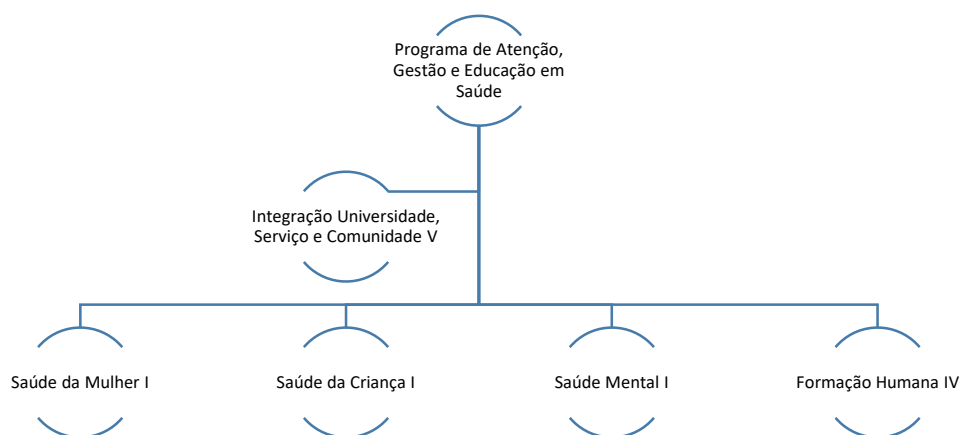 Programa de Atenção,
Gestão e Educação em
Saúde
Integração Universidade,
Serviço e Comunidade V
Saúde da Mulher I
Saúde da Criança I
Saúde Mental I
Formação Humana IV